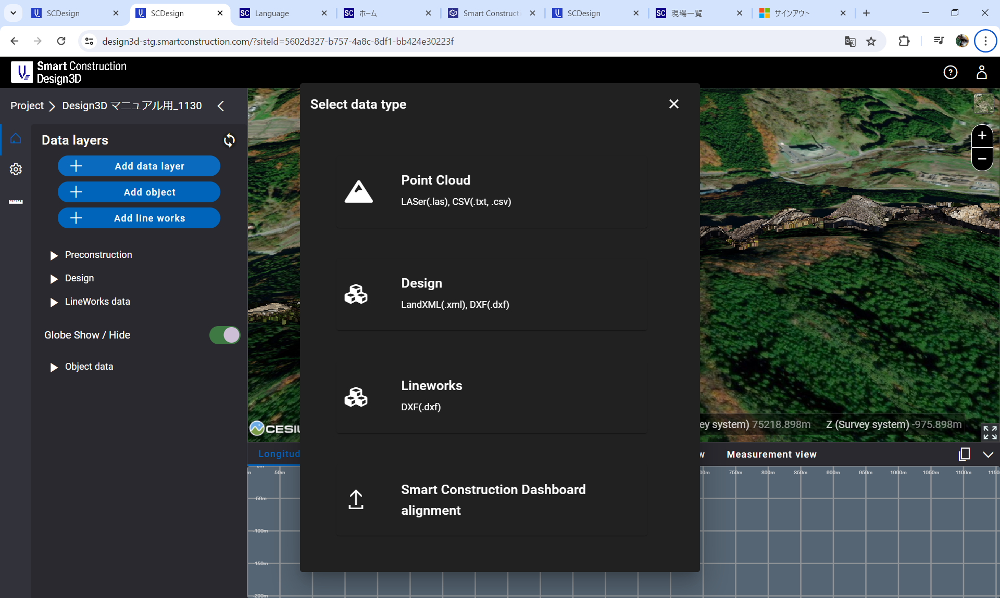 SCDesign
SCDesign
Language
ホーム
Smart Constructi
SCDesign
現場一覧
サインアウト
design3d-stg.smartconstruction.com/?siteId=5602d327-b757-4a8c-8df1-bb424e30223f
Smart Construction
Design3D
Project
Design3D マニュアル用_1130
Data layers
Add data layer
Add object
Add line works
Preconstruction
Design
LineWorks data
Globe Show / Hide
Object data
Select data type
Point Cloud
LASer(.las), CSV(.txt, .csv)
Design
LandXML(.xml), DXF(.dxf)
Lineworks
DXF(.dxf)
Smart Construction Dashboard
alignment
CESIU
ey system) 75218.898m
Z (Survey system) -975.898m
Longitud
w
Measurement view
m
50m
00m
750m
800m
850m
900m
950m
1000m
1050m
1100m
1150
0m
-50m
-100m
-150m
-200m